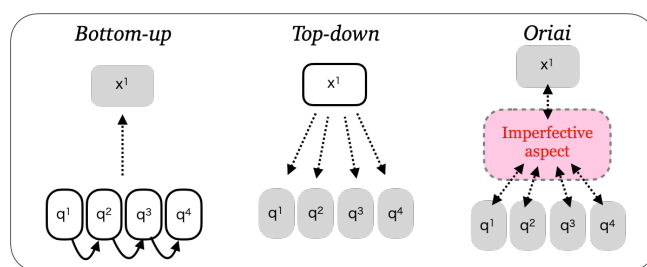 Bottom-up
Top-down
Oriai
x¹
x¹
x¹
Imperfective
aspect
q¹ q² q³ q⁴
q¹ q² q³ q⁴
q¹ q² q³ q⁴